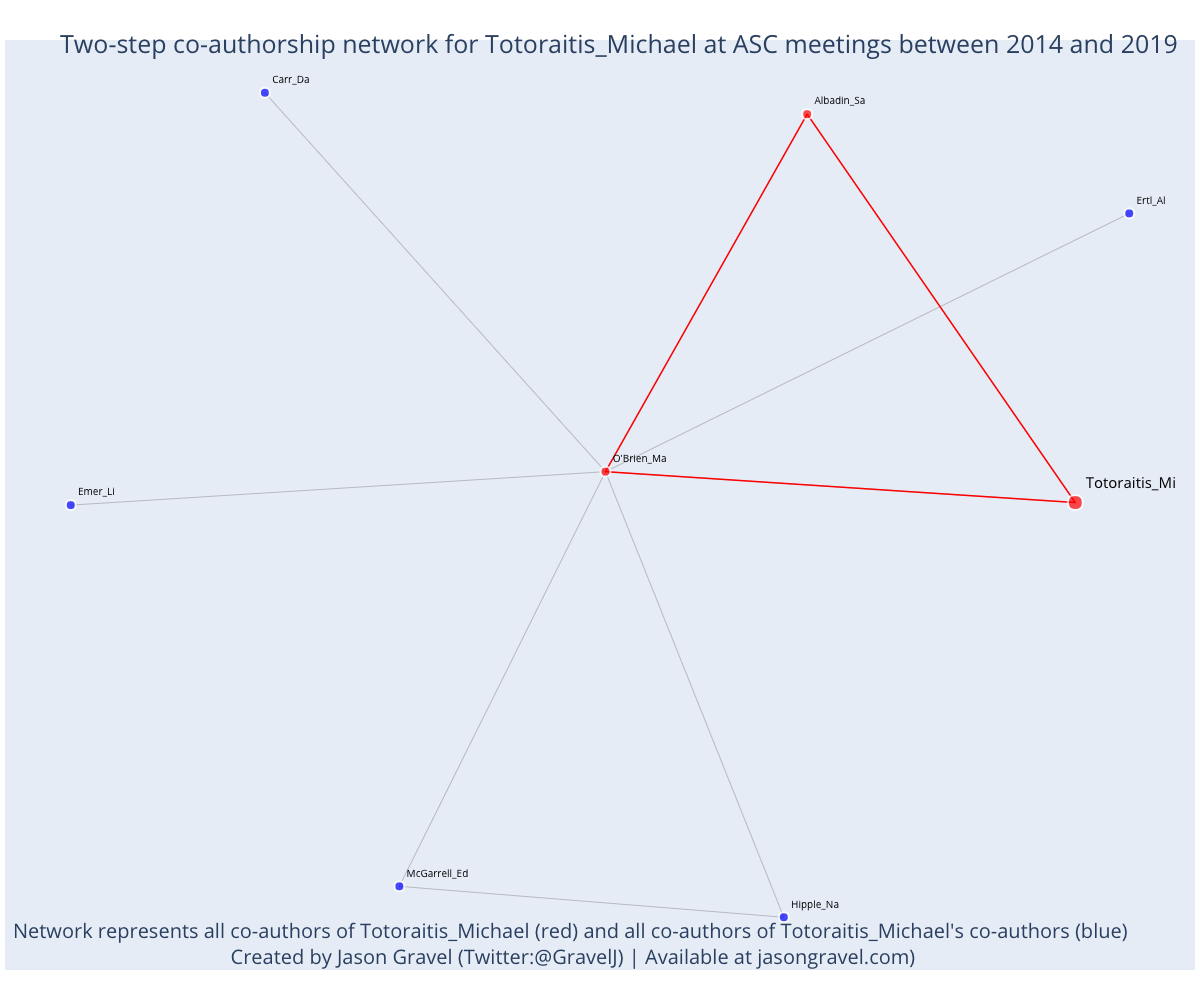 Two-step co-authorship network for Totoraitis_Michael at ASC meetings between 2014 and 2019
Carr_Da
Albadin_Sa
Ertl_Al
O'Brien_Ma
Totoraitis_Mi
Emer_Li
McGarrell_Ed
Hipple_Na
Network represents all co-authors of Totoraitis_Michael (red) and all co-authors of Totoraitis_Michael's co-authors (blue)
Created by Jason Gravel (Twitter:@GravelJ) | Available at jasongravel.com)